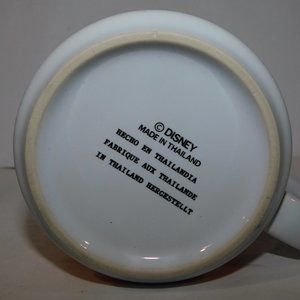 © DISNEY
MADE IN THAILAND
HECHO EN THAILANDIA
FABRIQUE AUX THAILANDE
IN THAILAND HERGESTELLT